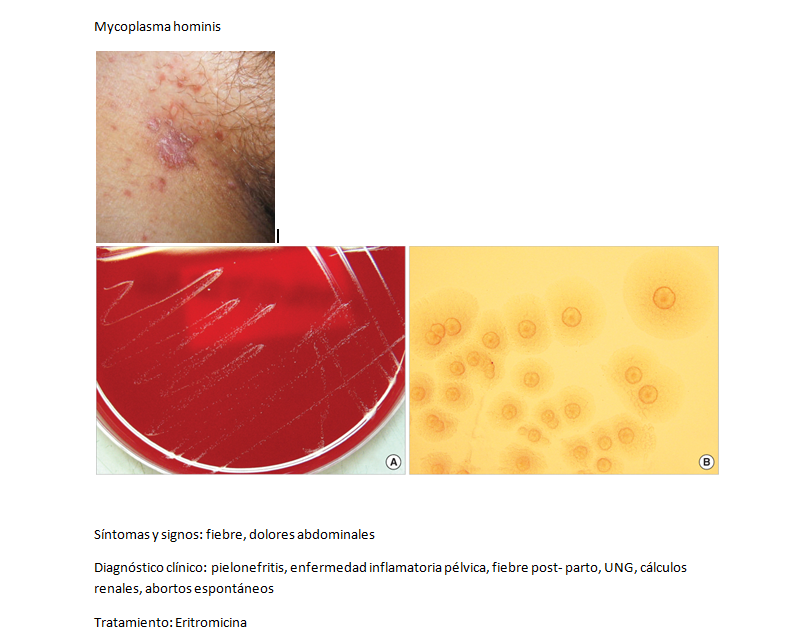 Mycoplasma hominis
A
B
Síntomas y signos: fiebre, dolores abdominales
Diagnóstico clínico: pielonefritis, enfermedad inflamatoria pélvica, fiebre post- parto, UNG, cálculos
renales, abortos espontáneos
Tratamiento: Eritromicina